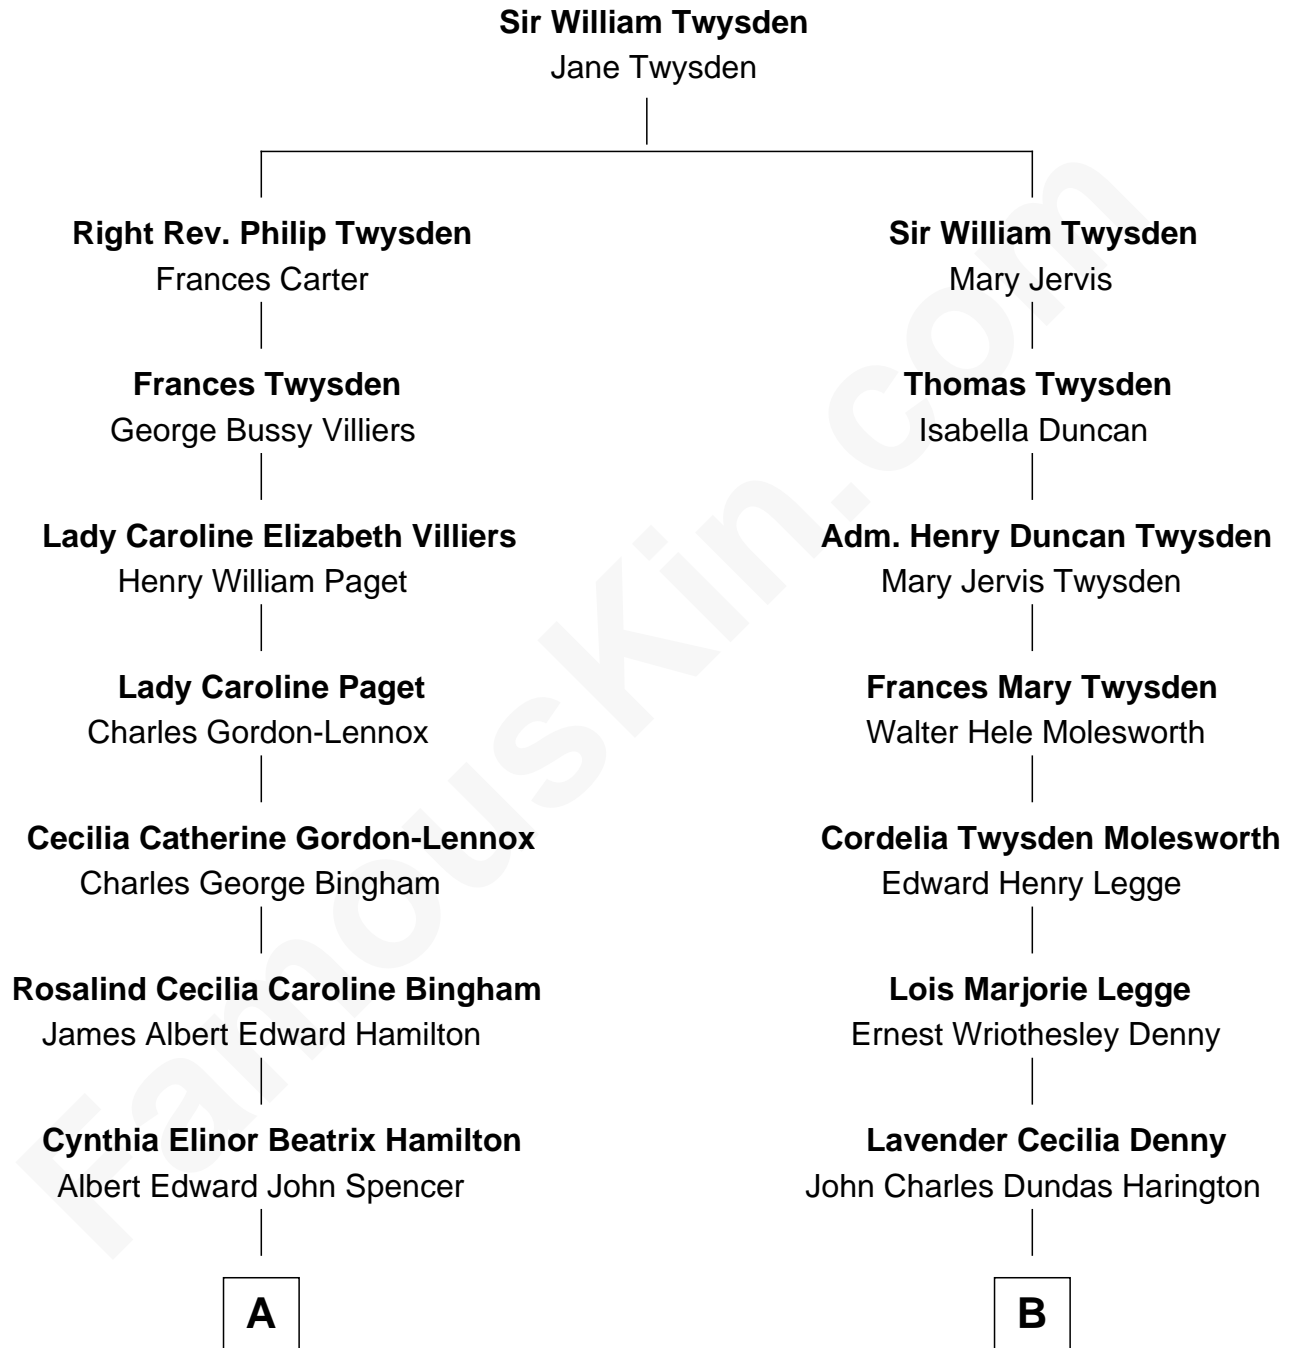 Sir William Twysden
Jane Twysden
Right Rev. Philip Twysden
Frances Carter
Frances Twysden
George Bussy Villiers
Lady Caroline Elizabeth Villiers
Henry William Paget
Lady Caroline Paget
Charles Gordon-Lennox
Cecilia Catherine Gordon-Lennox
Charles George Bingham
Rosalind Cecilia Caroline Bingham
James Albert Edward Hamilton
Cynthia Elinor Beatrix Hamilton
Albert Edward John Spencer
A
Sir William Twysden
Mary Jervis
Thomas Twysden
Isabella Duncan
Adm. Henry Duncan Twysden
Mary Jervis Twysden
Frances Mary Twysden
Walter Hele Molesworth
Cordelia Twysden Molesworth
Edward Henry Legge
Lois Marjorie Legge
Ernest Wriothesley Denny
Lavender Cecilia Denny
John Charles Dundas Harington
B
FamousKin.com